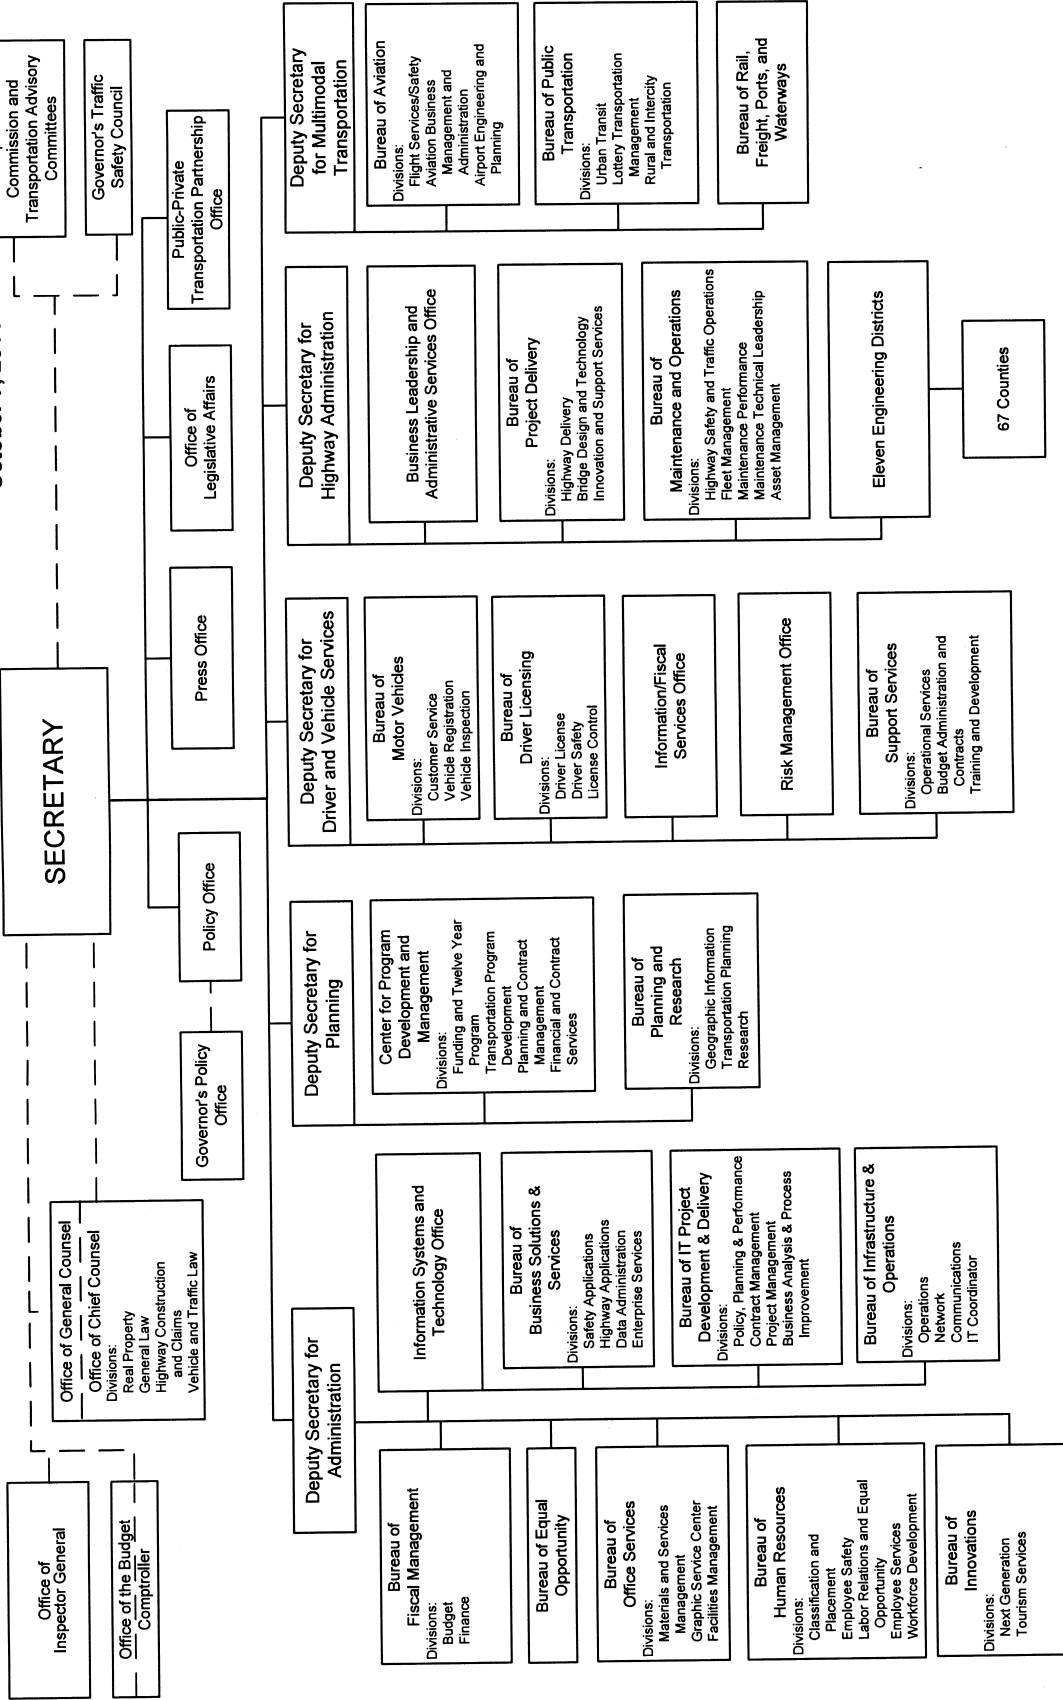 Commission and
Transportation Advisory
Committees
Governor's Traffic
Safety Council
SECRETARY
Office of
Inspector General
Office of the Budget
Comptroller
Office of General Counsel
Office of Chief Counsel
Divisions:
Real Property
General Law
Highway Construction
and Claims
Vehicle and Traffic Law
Governor's Policy
Office
Policy Office
Press Office
Office of
Legislative Affairs
Public-Private
Transportation Partnership
Office
Deputy Secretary for
Administration
Bureau of
Fiscal Management
Divisions:
Budget
Finance
Bureau of Equal
Opportunity
Bureau of
Office Services
Divisions:
Materials and Services
Management
Graphic Service Center
Facilities Management
Bureau of
Human Resources
Divisions:
Classification and
Placement
Employee Safety
Labor Relations and Equal
Opportunity
Employee Services
Workforce Development
Bureau of
Innovations
Divisions:
Next Generation
Tourism Services
Information Systems and
Technology Office
Bureau of
Business Solutions &
Services
Divisions:
Safety Applications
Highway Applications
Data Administration
Enterprise Services
Bureau of IT Project
Development & Delivery
Divisions:
Policy, Planning & Performance
Contract Management
Project Management
Business Analysis & Process
Improvement
Bureau of Infrastructure &
Operations
Divisions:
Operations
Network
Communications
IT Coordinator
Deputy Secretary for
Planning
Center for Program
Development and
Management
Divisions:
Funding and Twelve Year
Program
Transportation Program
Development
Planning and Contract
Management
Financial and Contract
Services
Bureau of
Planning and
Research
Divisions:
Geographic Information
Transportation Planning
Research
Deputy Secretary for
Driver and Vehicle Services
Bureau of
Motor Vehicles
Divisions:
Customer Service
Vehicle Registration
Vehicle Inspection
Bureau of
Driver Licensing
Divisions:
Driver License
Driver Safety
License Control
Information/Fiscal
Services Office
Risk Management Office
Bureau of
Support Services
Divisions:
Operational Services
Budget Administration and
Contracts
Training and Development
Deputy Secretary for
Highway Administration
Business Leadership and
Administrative Services Office
Bureau of
Project Delivery
Divisions:
Highway Delivery
Bridge Design and Technology
Innovation and Support Services
Bureau of
Maintenance and Operations
Divisions:
Highway Safety and Traffic Operations
Fleet Management
Maintenance Performance
Maintenance Technical Leadership
Asset Management
Eleven Engineering Districts
67 Counties
Deputy Secretary
for Multimodal
Transportation
Bureau of Aviation
Divisions:
Flight Services/Safety
Aviation Business
Management and
Administration
Airport Engineering and
Planning
Bureau of Public
Transportation
Divisions:
Urban Transit
Lottery Transportation
Management
Rural and Intercity
Transportation
Bureau of Rail,
Freight, Ports, and
Waterways